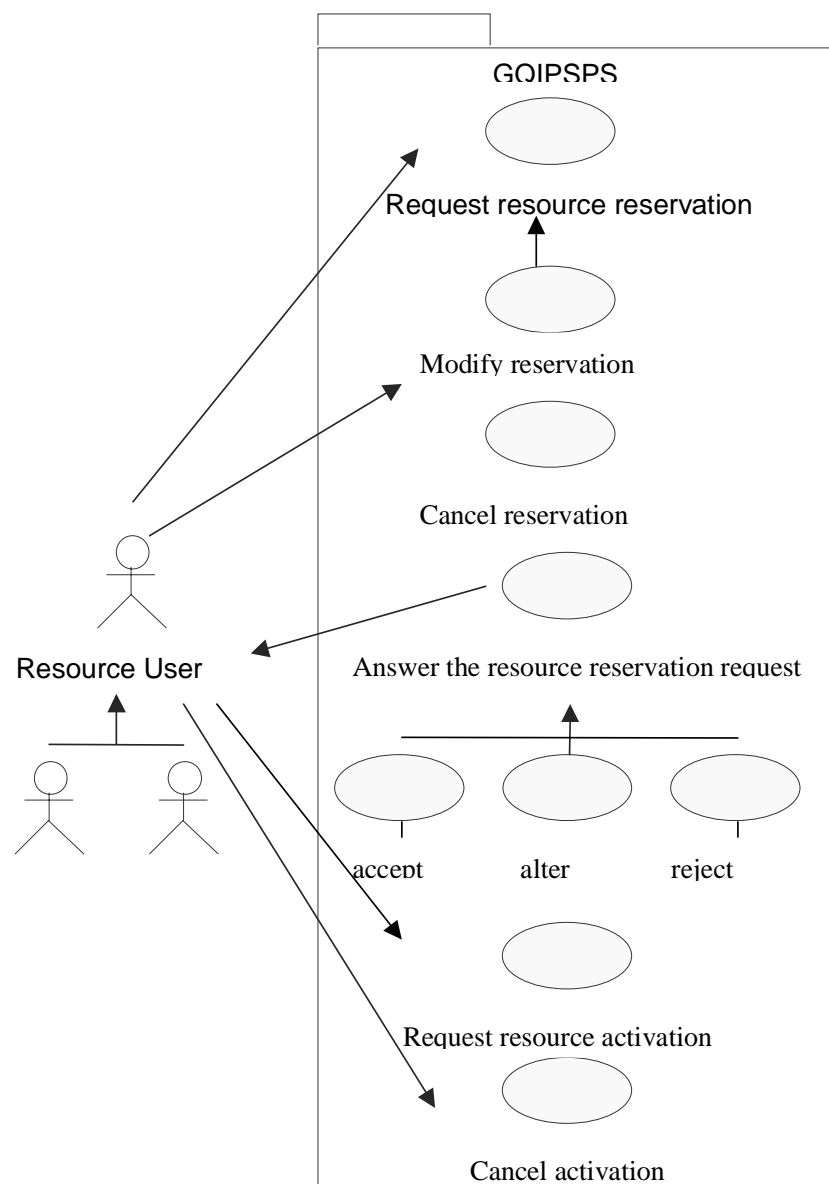 GQIPSPS
Request resource reservation
Modify reservation
Cancel reservation
Resource User
Answer the resource reservation request
accept alter reject
Request resource activation
Cancel activation